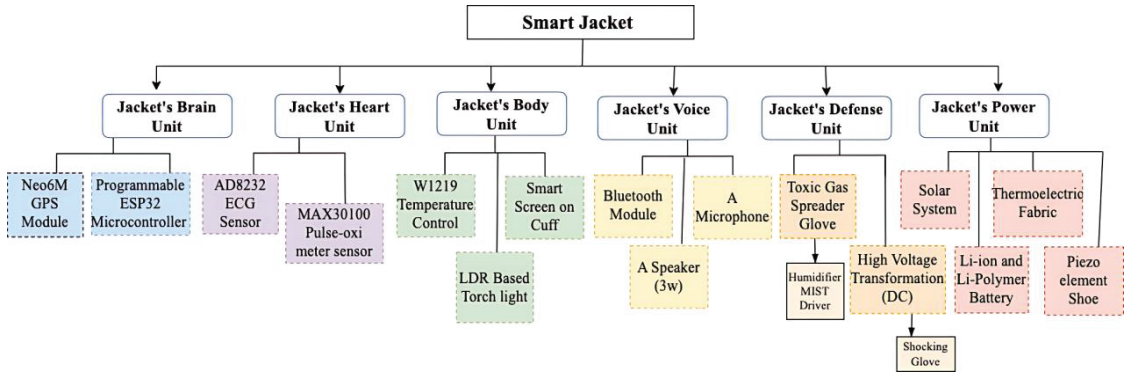 Smart Jacket
Jacket's Brain
Unit
Jacket's Heart
Unit
Jacket's Body
Unit
Jacket's Voice
Unit
Jacket's Defense
Unit
Jacket's Power
Unit
Neo6M
GPS
Module
Programmable
ESP32
Microcontroller
AD8232
ECG
Sensor
MAX30100
Pulse-oxi
meter sensor
W1219
Temperature
Control
LDR Based
Torch light
Smart
Screen on
Cuff
Bluetooth
Module
A Speaker
(3w)
A
Microphone
Toxic Gas
Spreader
Glove
Humidifier
MIST
Driver
High Voltage
Transformation
(DC)
Shocking
Glove
Solar
System
Li-ion and
Li-Polymer
Battery
Thermoelectric
Fabric
Piezo
element
Shoe